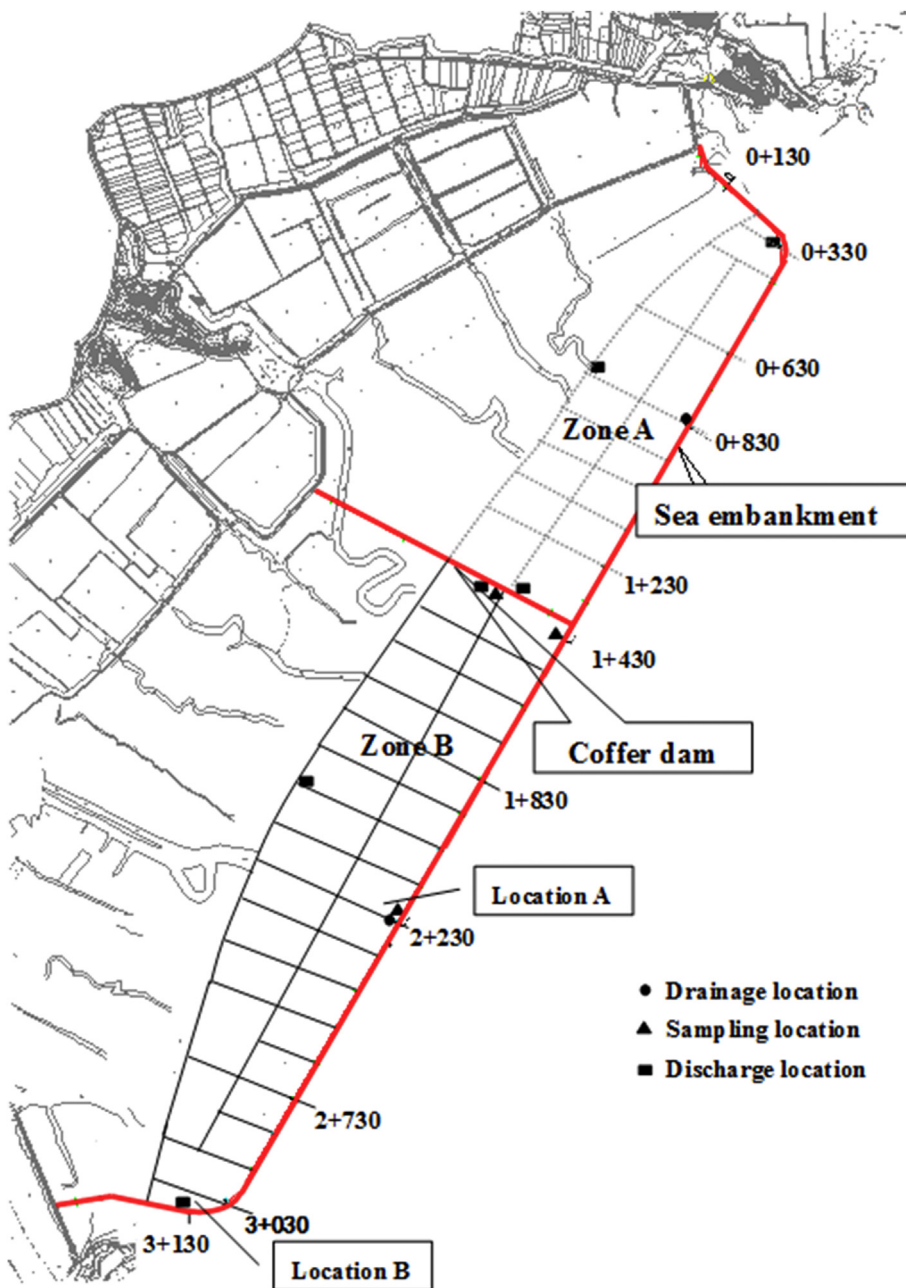 0+130
0+330
0+630
Zone A
0+830
Sea embankment
1+230
1+430
Zone B
Coffer dam
1+830
Location A
2+230
Drainage location
Sampling location
Discharge location
2+730
3+030
3+130
Location B